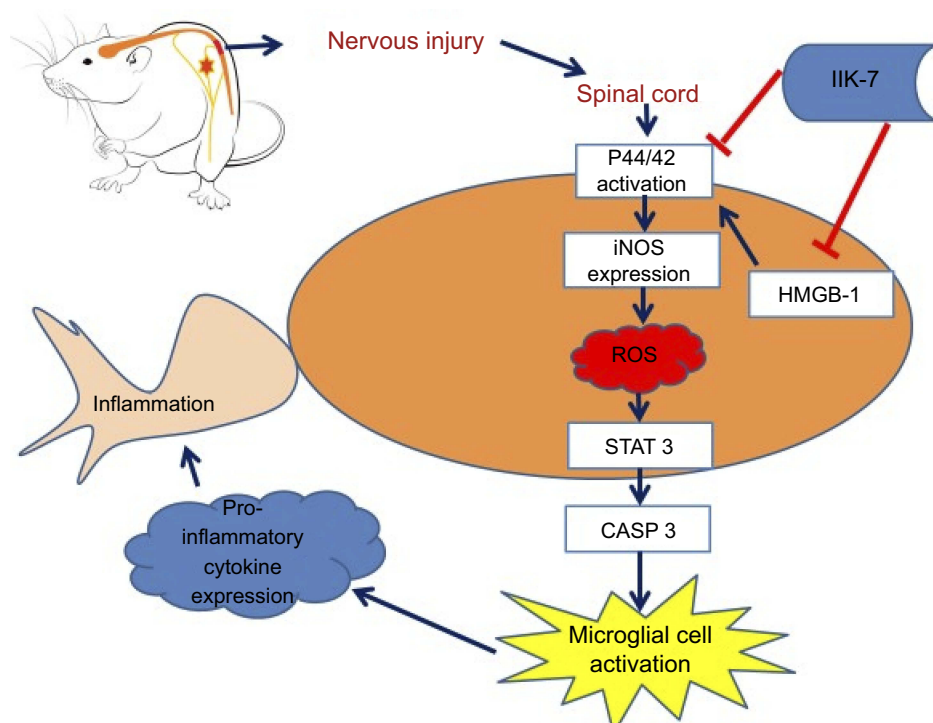 Nervous injury
Spinal cord
IIK-7
P44/42
activation
iNOS
expression
HMGB-1
ROS
STAT 3
CASP 3
Microglial cell
activation
Pro-
inflammatory
cytokine
expression
Inflammation